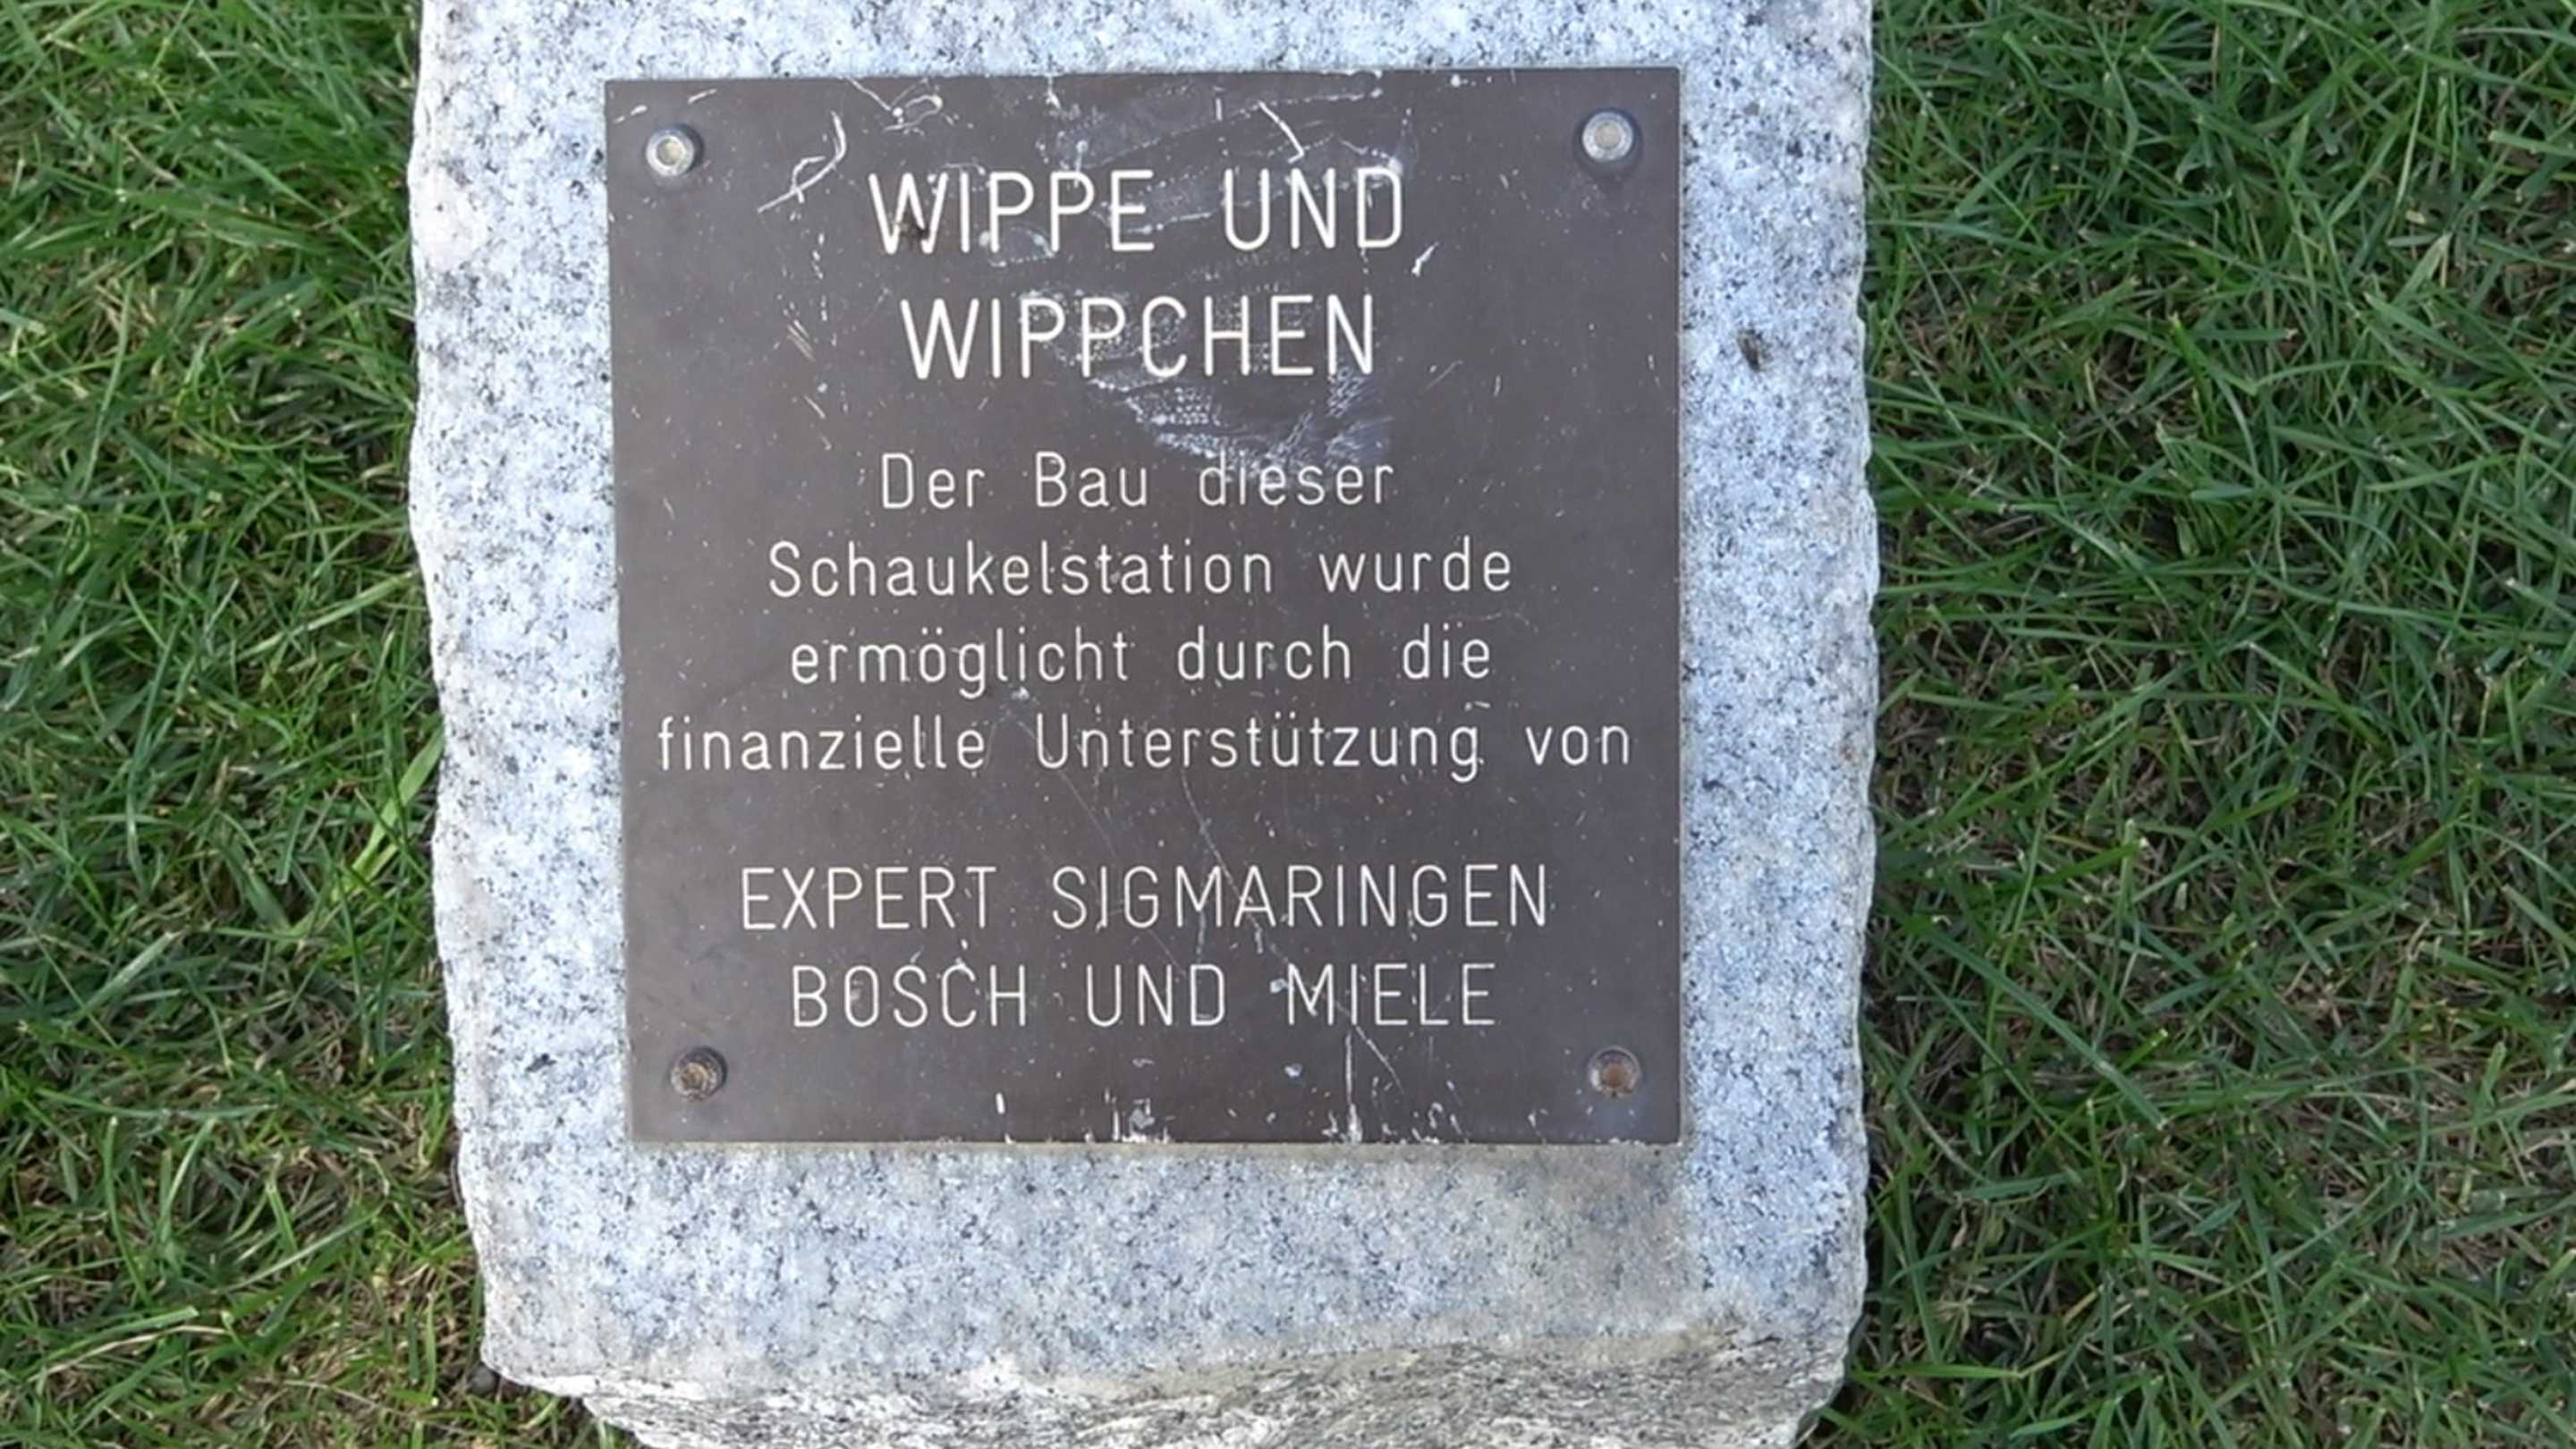 WIPPE UND
WIPPCHEN
Der Bau dieser
Schaukelstation wurde
ermöglicht durch die
finanzielle Unterstützung von
EXPERT SIGMARINGEN
BOSCH UND MIELE